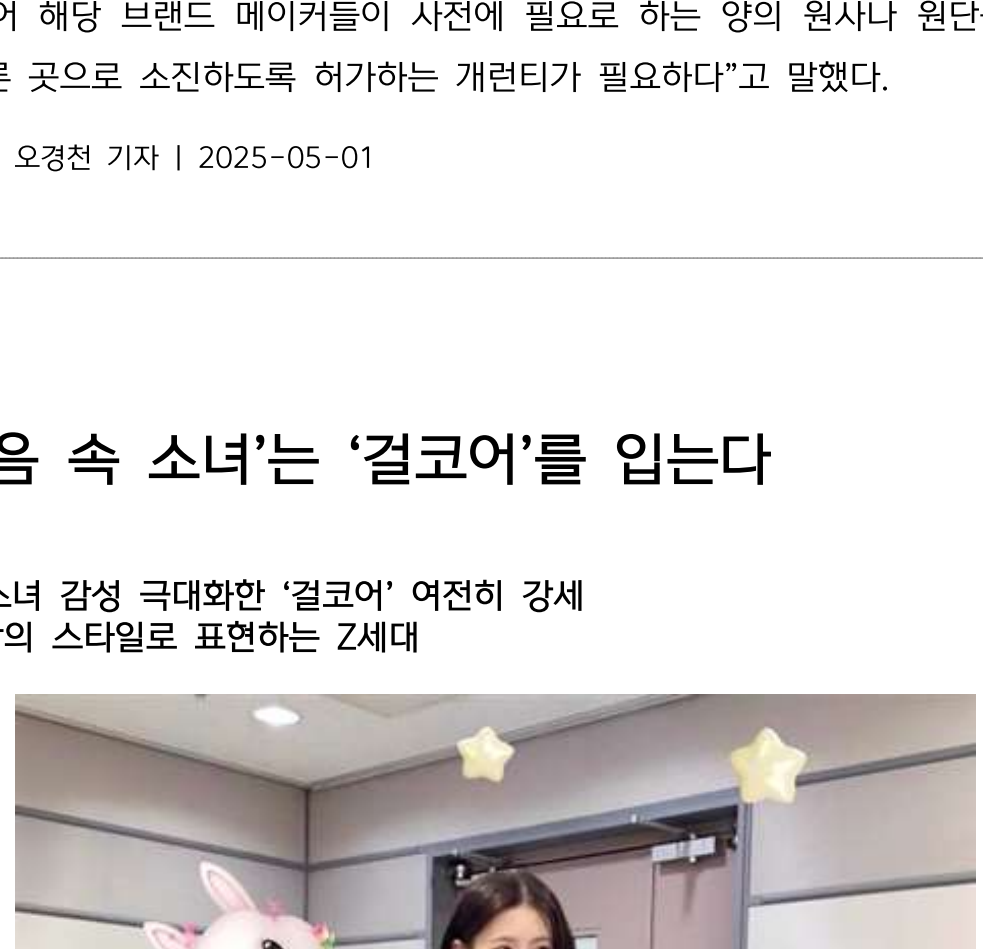 해당 브랜드 메이커들이 사전에 필요로 하는 양의 원사나 원단
곳으로 소진하도록 허가하는 개런티가 필요하다”고 말했다.
오경천 기자 | 2025-05-01
음 속 소녀’는 ‘걸코어’를 입는다
소녀 감성 극대화한 ‘걸코어’ 여전히 강세
의 스타일로 표현하는 Z세대